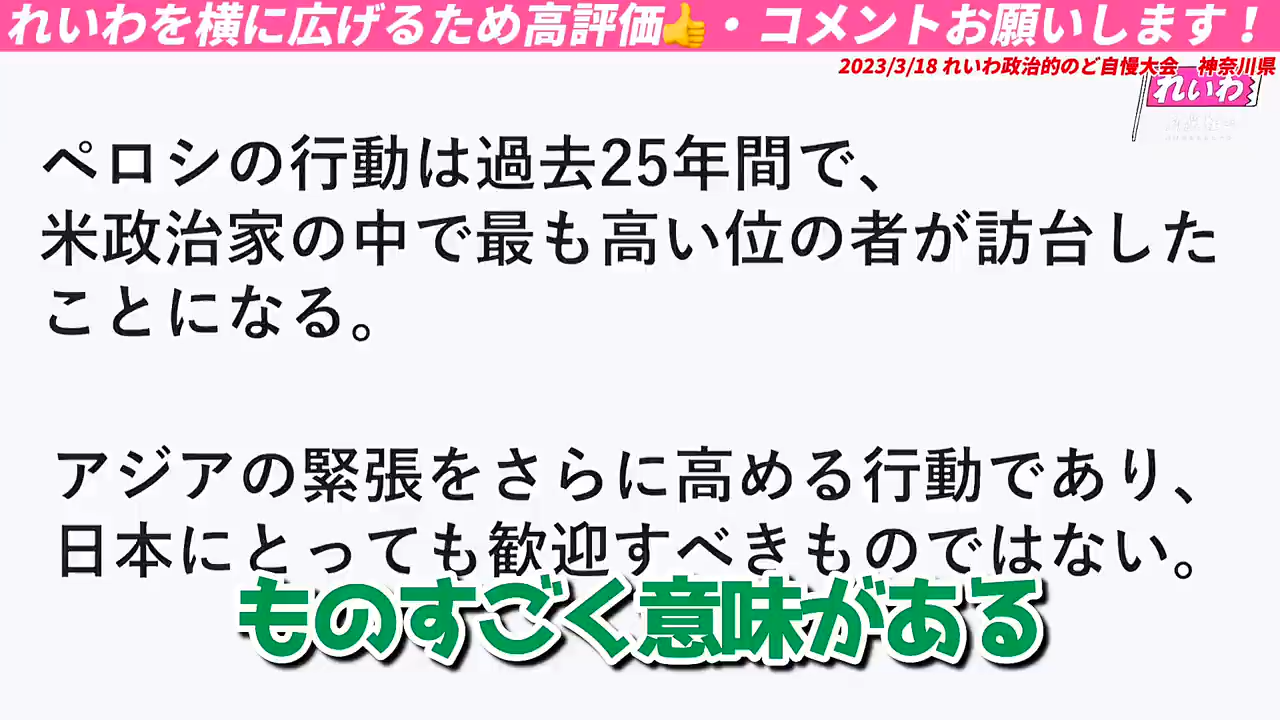 れいわを横に広げるため高評価👍・コメントお願いします！
2023/3/18 れいわ政治的のど自慢大会　神奈川県
れいわ
ペロシの行動は過去25年間で、
米政治家の中で最も高い位の者が訪台した
ことになる。
アジアの緊張をさらに高める行動であり、
日本にとっても歓迎すべきものではない。
ものすごく意味がある